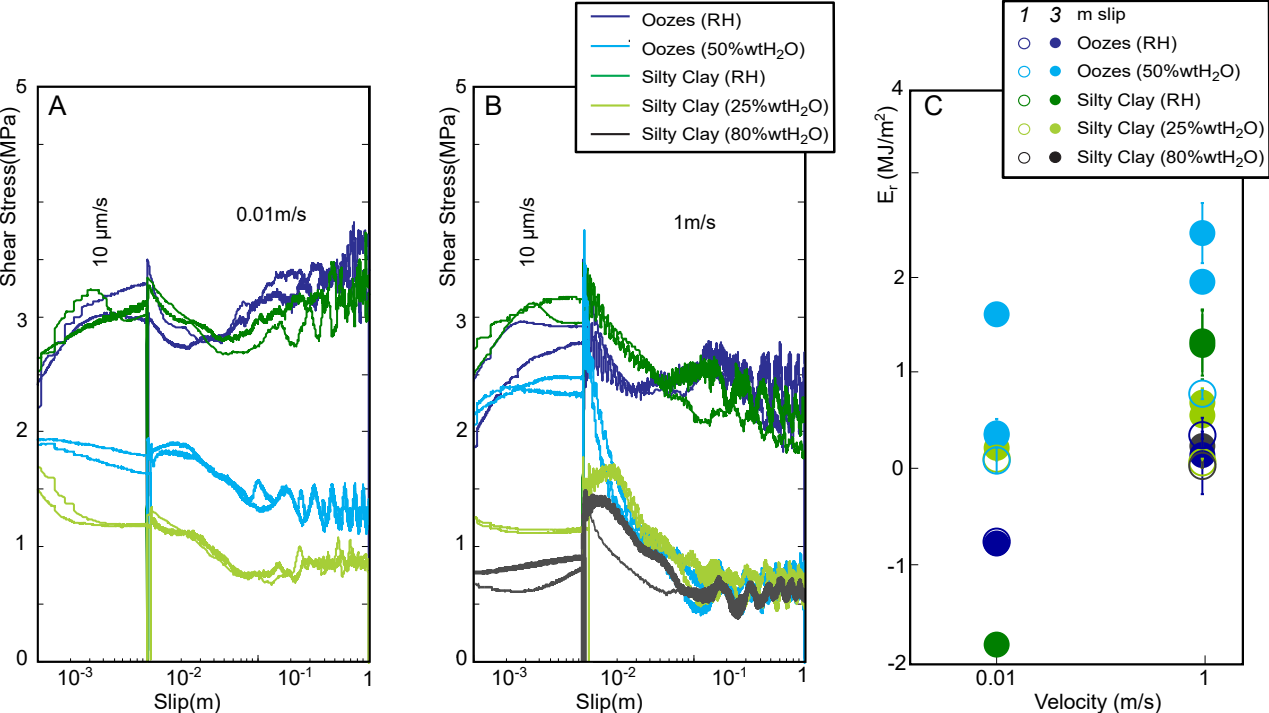 Oozes (RH)
Oozes (50%wtH₂O)
Silty Clay (RH)
Silty Clay (25%wtH₂O)
Silty Clay (80%wtH₂O)
1 3 m slip
Oozes (RH)
Oozes (50%wtH₂O)
Silty Clay (RH)
Silty Clay (25%wtH₂O)
Silty Clay (80%wtH₂O)
A
Shear Stress(MPa)
5
3
2
1
0
10 µm/s
0.01m/s
10⁻³
10⁻²
10⁻¹
1
Slip(m)
B
Shear Stress(MPa)
5
3
2
1
0
10 µm/s
1m/s
10⁻³
10⁻²
10⁻¹
1
Slip(m)
C
Eᵣ (MJ/m²)
4
2
1
0
-1
-2
0.01
1
Velocity (m/s)